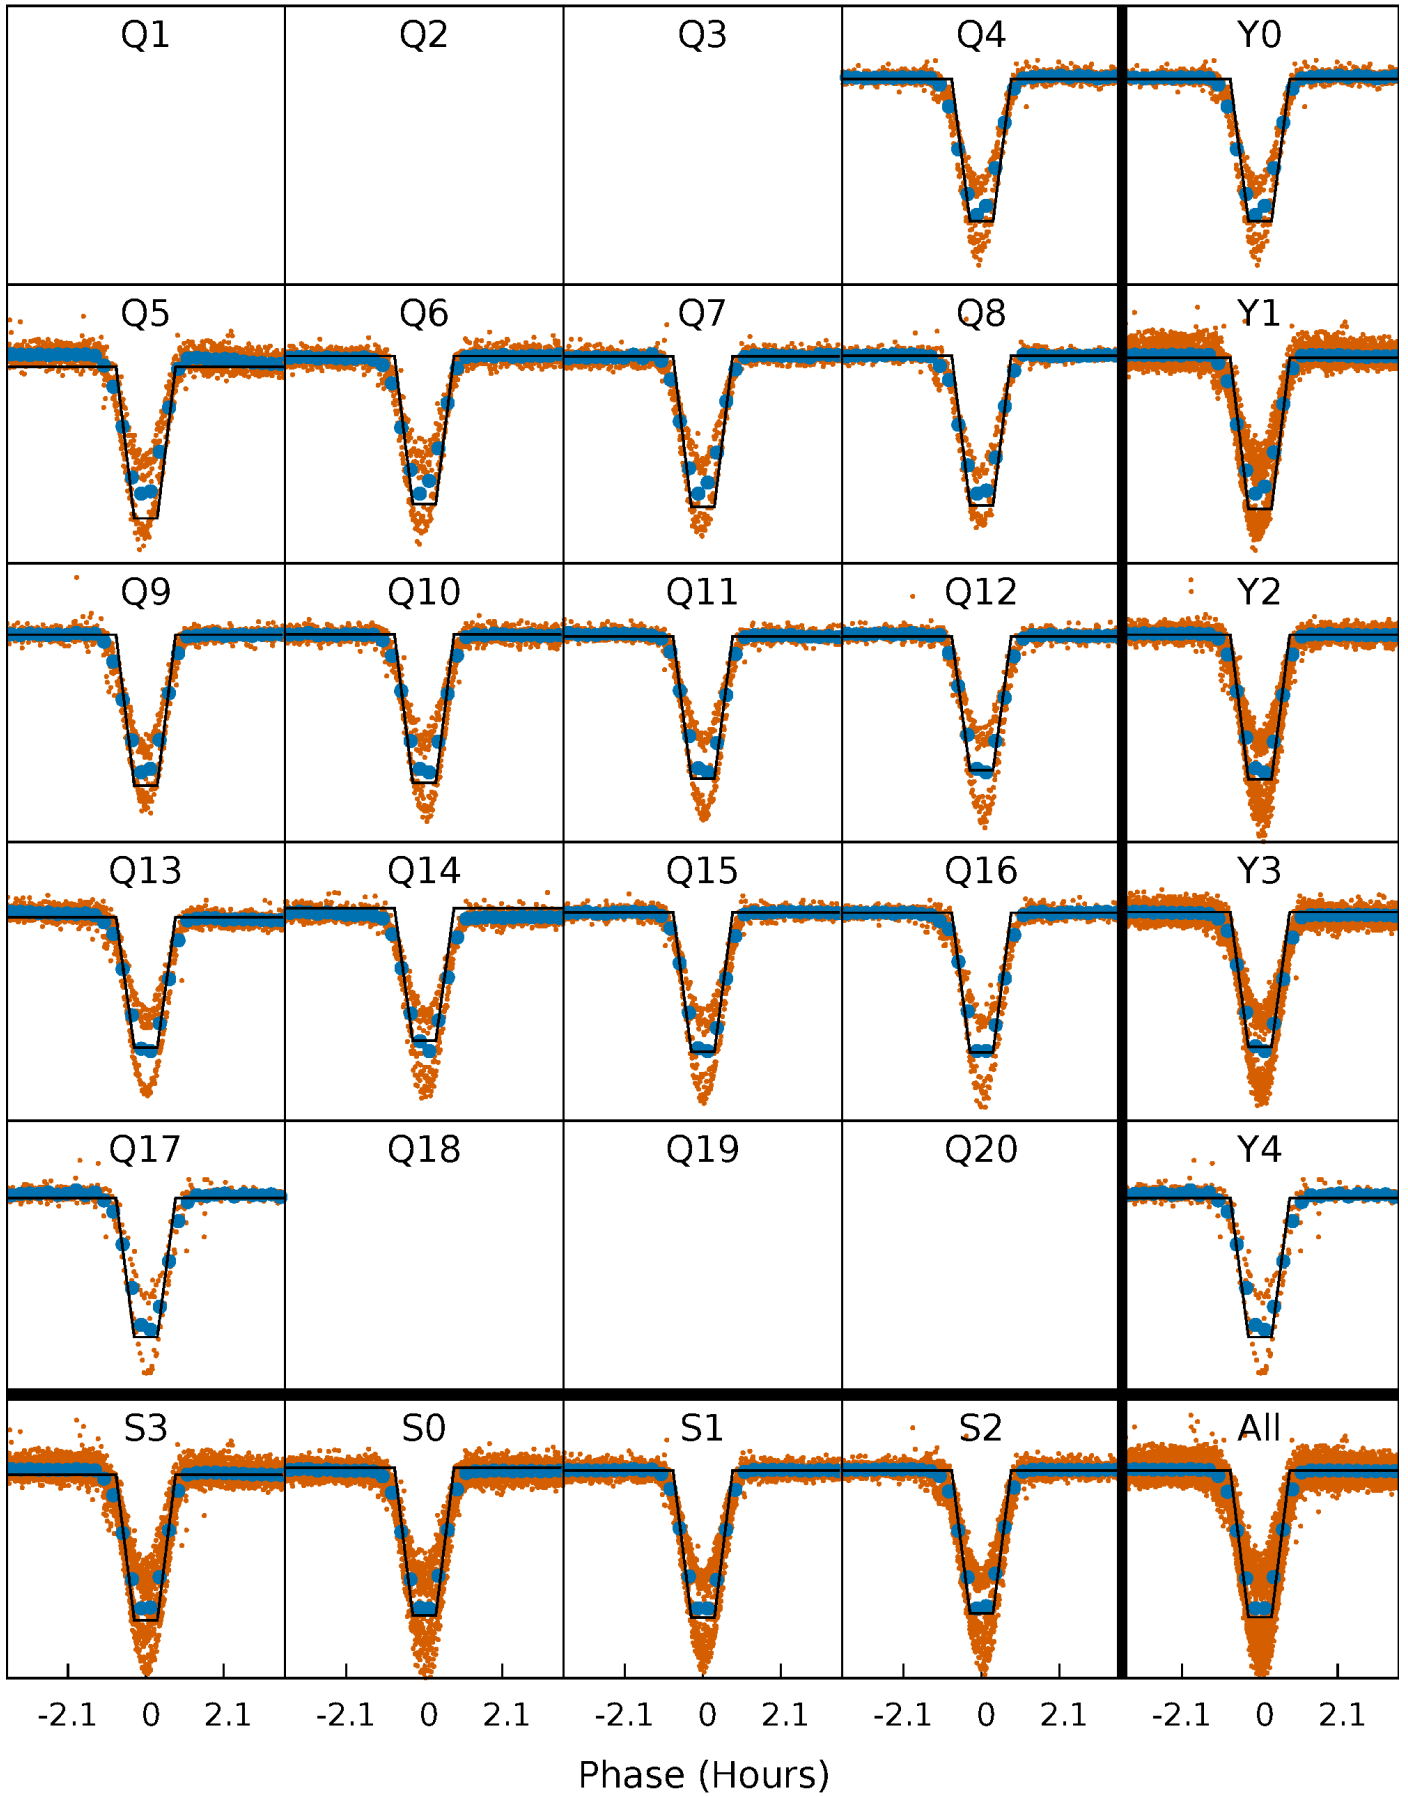 Q1 Q2 Q3 Q4 Y0
Q5 Q6 Q7 Q8 Y1
Q9 Q10 Q11 Q12 Y2
Q13 Q14 Q15 Q16 Y3
Q17 Q18 Q19 Q20 Y4
S3 S0 S1 S2 All
-2.1 0 2.1 -2.1 0 2.1 -2.1 0 2.1 -2.1 0 2.1 -2.1 0 2.1
Phase (Hours)